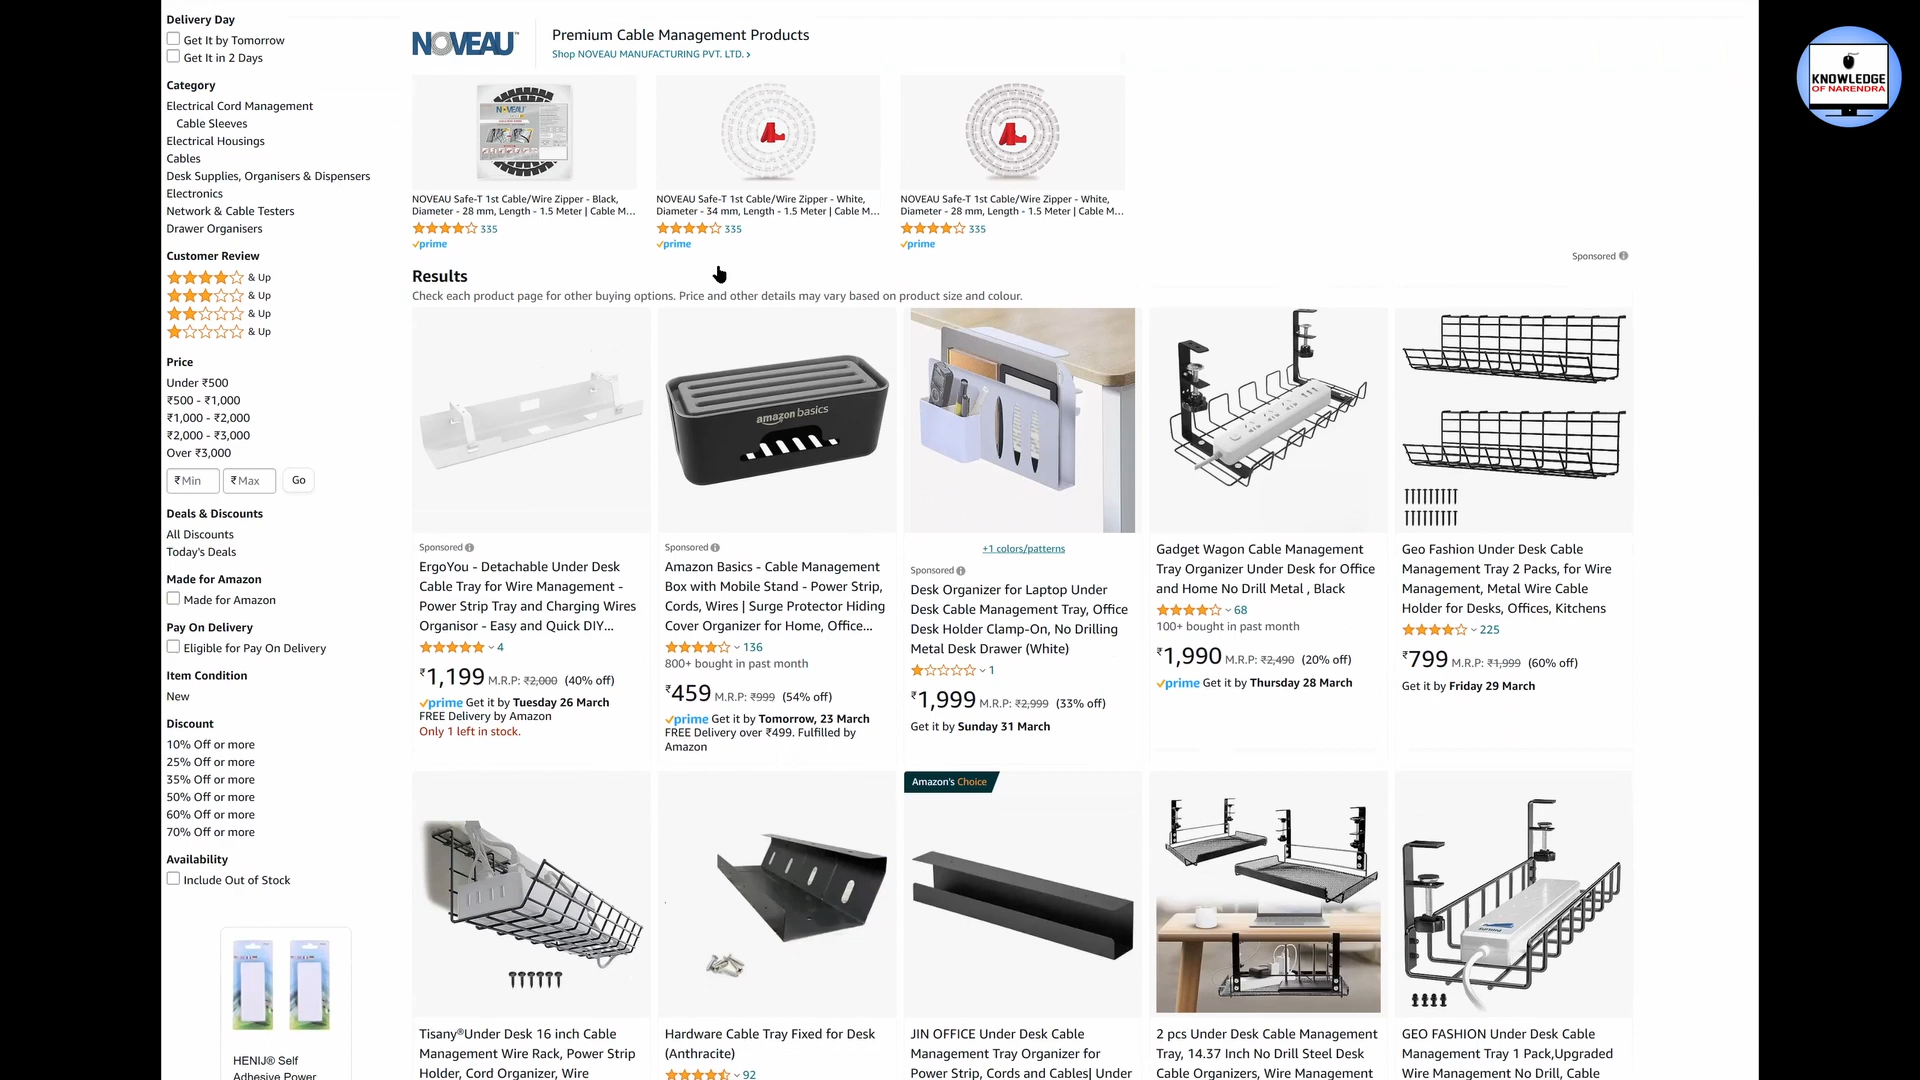 Delivery Day
Get It by Tomorrow
Get It in 2 Days
Category
Electrical Cord Management
Cable Sleeves
Electrical Housings
Cables
Desk Supplies, Organisers & Dispensers
Electronics
Network & Cable Testers
Drawer Organisers
Customer Review
& Up
& Up
& Up
& Up
Price
Under ₹500
₹500 - ₹1,000
₹1,000 - ₹2,000
₹2,000 - ₹3,000
Over ₹3,000
₹ Min
₹ Max
Go
Deals & Discounts
All Discounts
Today's Deals
Made for Amazon
Made for Amazon
Pay On Delivery
Eligible for Pay On Delivery
Item Condition
New
Discount
10% Off or more
25% Off or more
35% Off or more
50% Off or more
60% Off or more
70% Off or more
Availability
Include Out of Stock
HENIJ® Self
Adhesive Power
NOVEAU
Premium Cable Management Products
Shop NOVEAU MANUFACTURING PVT. LTD. ›
NOVEAU Safe-T 1st Cable/Wire Zipper - Black,
Diameter - 28 mm, Length - 1.5 Meter | Cable M...
335
prime
NOVEAU Safe-T 1st Cable/Wire Zipper - White,
Diameter - 34 mm, Length - 1.5 Meter | Cable M...
335
prime
NOVEAU Safe-T 1st Cable/Wire Zipper - White,
Diameter - 28 mm, Length - 1.5 Meter | Cable M...
335
prime
Sponsored
Results
Check each product page for other buying options. Price and other details may vary based on product size and colour.
Sponsored
ErgoYou - Detachable Under Desk
Cable Tray for Wire Management -
Power Strip Tray and Charging Wires
Organisor - Easy and Quick DIY...
4
₹1,199 M.R.P: ₹2,000 (40% off)
prime Get it by Tuesday 26 March
FREE Delivery by Amazon
Only 1 left in stock.
amazon basics
Sponsored
Amazon Basics - Cable Management
Box with Mobile Stand - Power Strip,
Cords, Wires | Surge Protector Hiding
Cover Organizer for Home, Office...
136
800+ bought in past month
₹459 M.R.P: ₹999 (54% off)
prime Get it by Tomorrow, 23 March
FREE Delivery over ₹499. Fulfilled by
Amazon
+1 colors/patterns
Sponsored
Desk Organizer for Laptop Under
Desk Cable Management Tray, Office
Desk Holder Clamp-On, No Drilling
Metal Desk Drawer (White)
1
₹1,999 M.R.P: ₹2,999 (33% off)
Get it by Sunday 31 March
Gadget Wagon Cable Management
Tray Organizer Under Desk for Office
and Home No Drill Metal , Black
68
100+ bought in past month
₹1,990 M.R.P: ₹2,490 (20% off)
prime Get it by Thursday 28 March
Geo Fashion Under Desk Cable
Management Tray 2 Packs, for Wire
Management, Metal Wire Cable
Holder for Desks, Offices, Kitchens
225
₹799 M.R.P: ₹1,999 (60% off)
Get it by Friday 29 March
Tisany®Under Desk 16 inch Cable
Management Wire Rack, Power Strip
Holder, Cord Organizer, Wire
Hardware Cable Tray Fixed for Desk
(Anthracite)
92
Amazon's Choice
JIN OFFICE Under Desk Cable
Management Tray Organizer for
Power Strip, Cords and Cables| Under
2 pcs Under Desk Cable Management
Tray, 14.37 Inch No Drill Steel Desk
Cable Organizers, Wire Management
GEO FASHION Under Desk Cable
Management Tray 1 Pack,Upgraded
Wire Management No Drill, Cable
KNOWLEDGE
OF NARENDRA